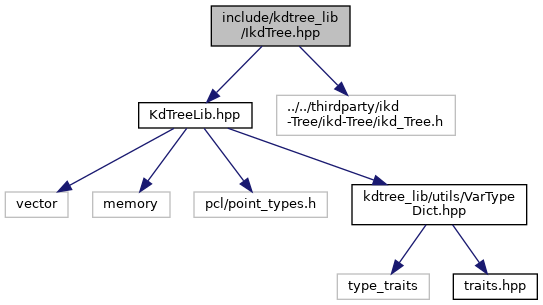 include/kdtree_lib
/IkdTree.hpp
KdTreeLib.hpp
../../thirdparty/ikd
-Tree/ikd-Tree/ikd_Tree.h
vector
memory
pcl/point_types.h
kdtree_lib/utils/VarType
Dict.hpp
type_traits
traits.hpp